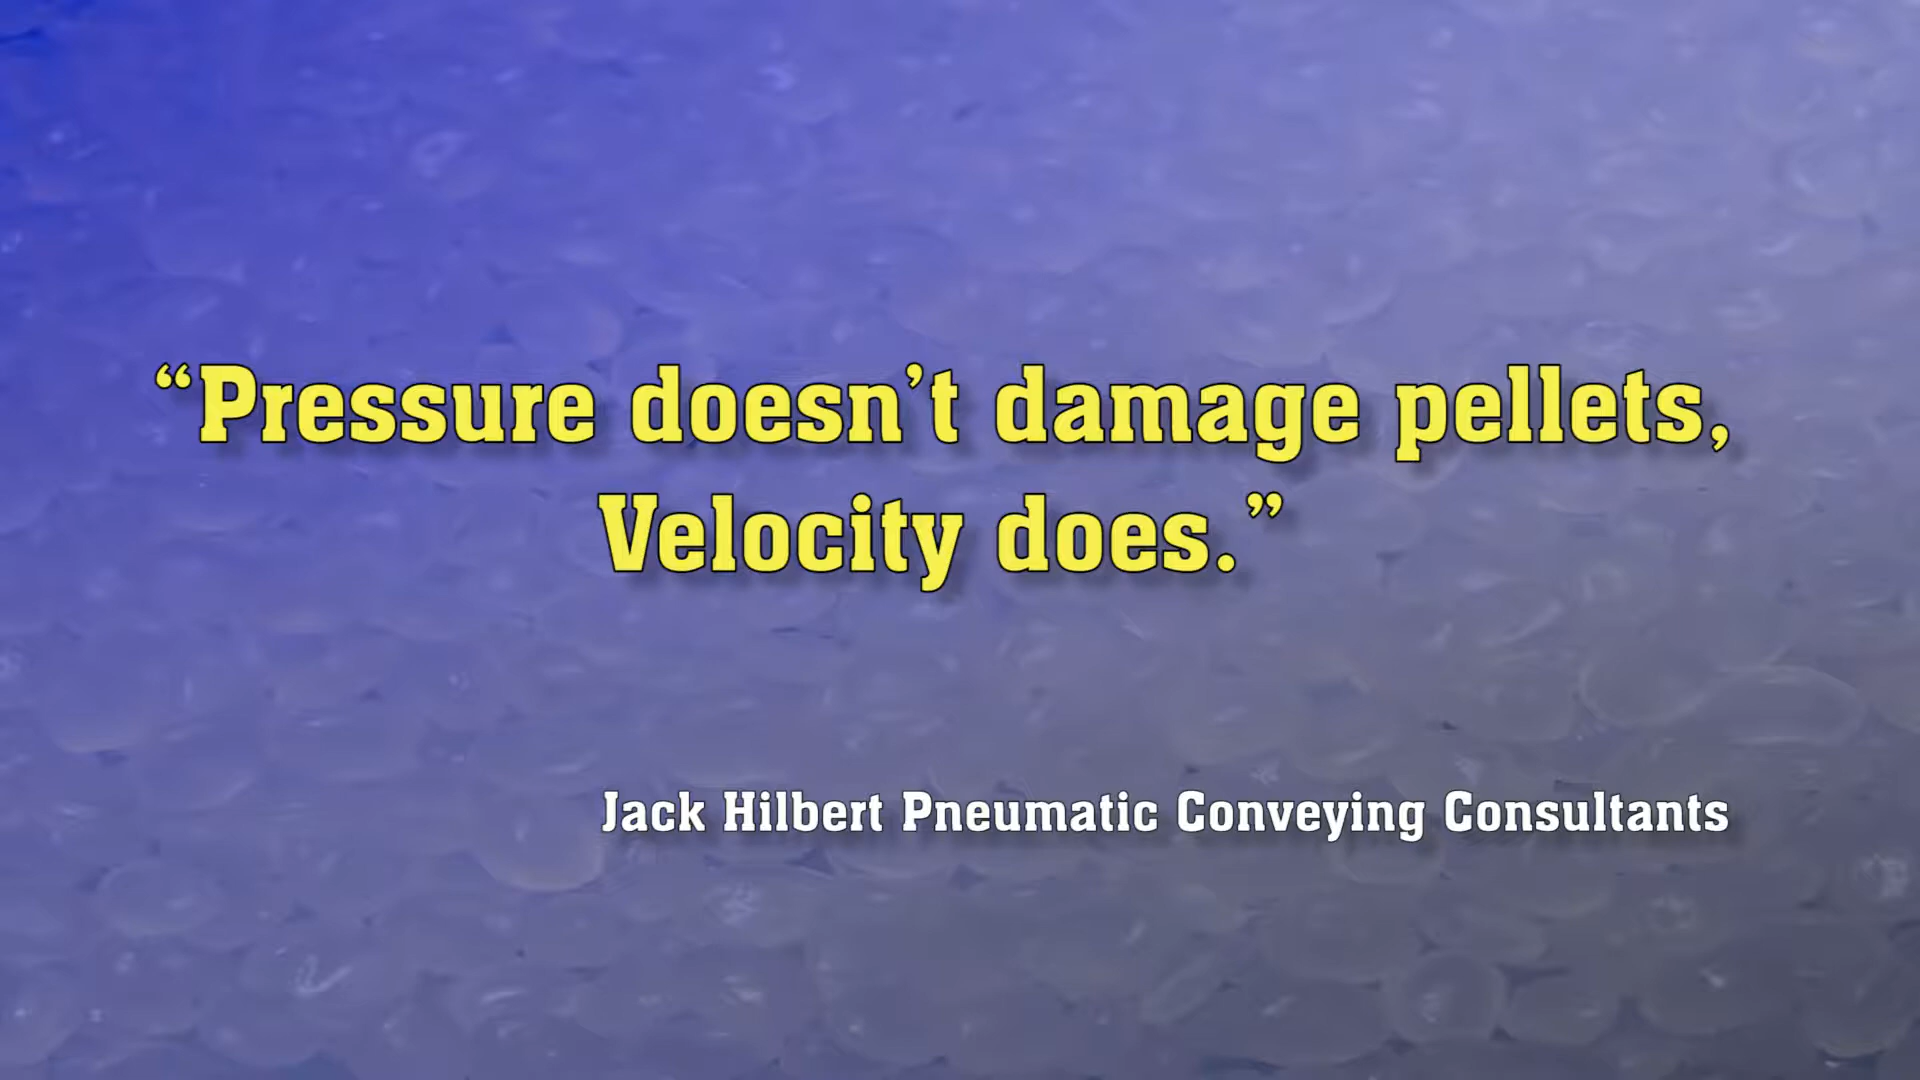 “Pressure doesn’t damage pellets,
Velocity does.”
Jack Hilbert Pneumatic Conveying Consultants